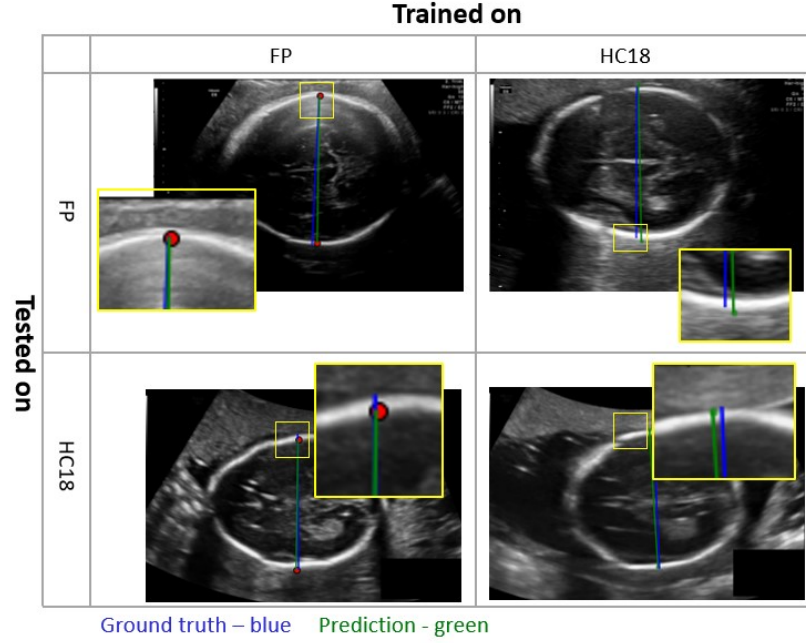 Trained on
FP
HC18
Tested on
FP
HC18
Ground truth – blue
Prediction - green